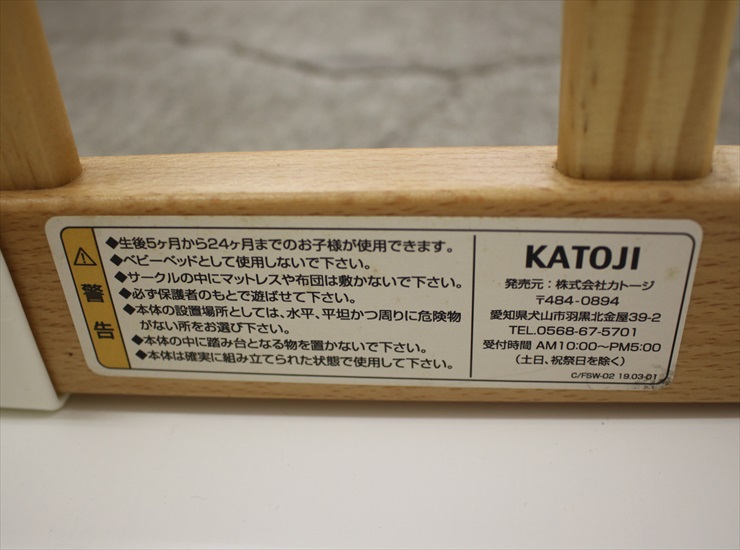 警告
◆生後5ヶ月から24ヶ月までのお子様が使用できます。
◆ベビーベッドとして使用しないで下さい。
◆サークルの中にマットレスや布団は敷かないで下さい。
◆必ず保護者のもとで遊ばせて下さい。
◆本体の設置場所としては、水平、平坦かつ周りに危険物
がない所をお選び下さい。
◆本体の中に踏み台となる物を置かないで下さい。
◆本体は確実に組み立てられた状態で使用して下さい。
KATOJI
発売元：株式会社カトージ
〒484-0894
愛知県犬山市羽黒北金屋39-2
TEL.0568-67-5701
受付時間 AM10:00～PM5:00
（土日、祝祭日を除く）
C/FSW-02 19.03-01